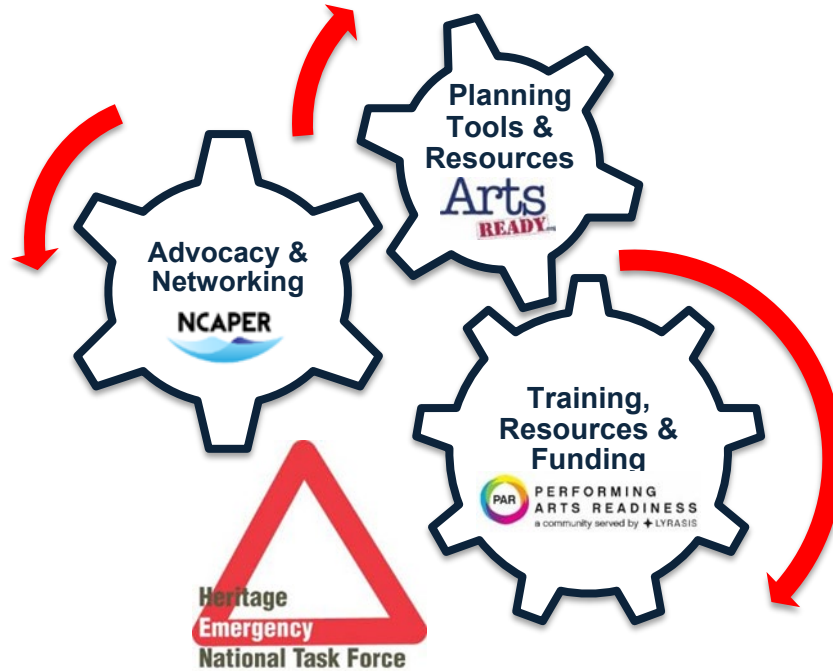 Planning
Tools &
Resources
Arts
READY.org
Advocacy &
Networking
NCAPER
Training,
Resources &
Funding
PAR
PERFORMING
ARTS READINESS
a community served by LYRASIS
Heritage
Emergency
National Task Force